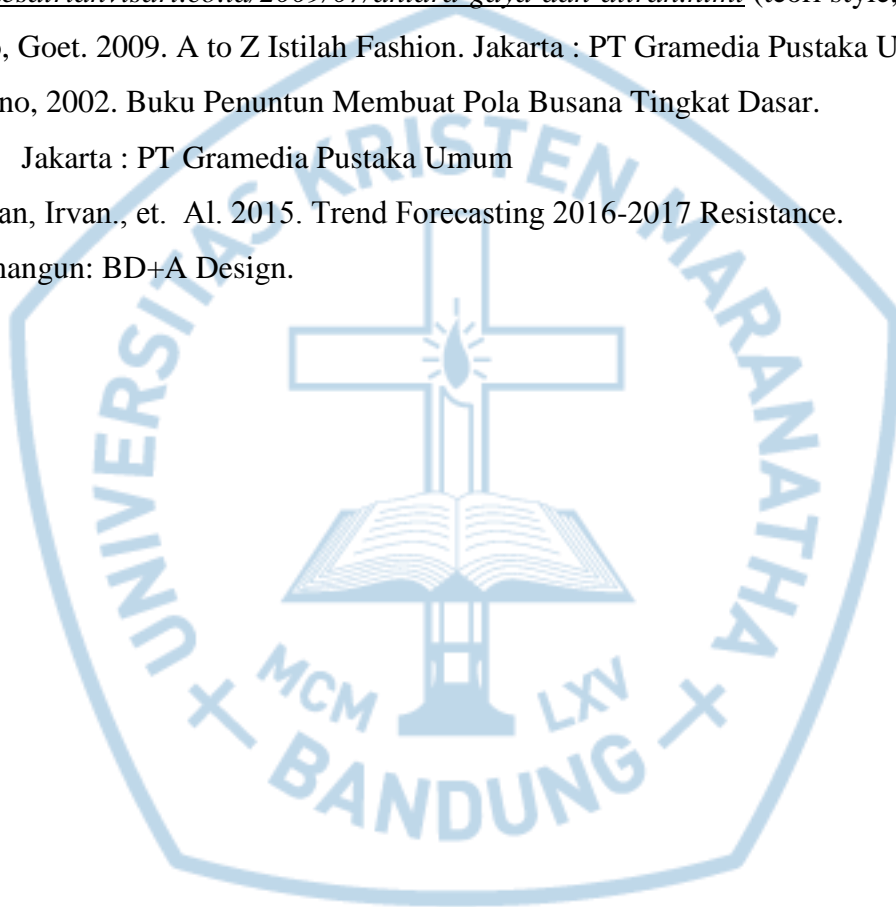 (teori style,
, Goet. 2009. A to Z Istilah Fashion. Jakarta : PT Gramedia Pustaka U
no, 2002. Buku Penuntun Membuat Pola Busana Tingkat Dasar.
Jakarta : PT Gramedia Pustaka Umum
an, Irvan., et. Al. 2015. Trend Forecasting 2016-2017 Resistance.
angun: BD+A Design.
UNIVERSITAS KRISTEN MARANATHA
MCM LXV
BANDUNG